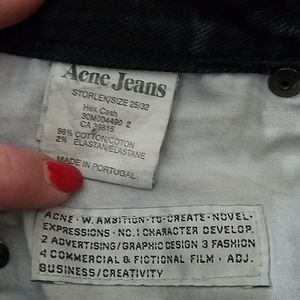 Acne Jeans
STORLEK/SIZE 25/32
Hex Cash
30M004490 2
CA 39615
98% COTTON/COTON
2% ELASTAN/ELASTANE
MADE IN PORTUGAL
ACNE · W. AMBITION·TO·CREATE·NOVEL·
EXPRESSIONS · NO.1 CHARACTER DEVELOP.
2 ADVERTISING/GRAPHIC DESIGN 3 FASHION
4 COMMERCIAL & FICTIONAL FILM · ADJ.
BUSINESS/CREATIVITY